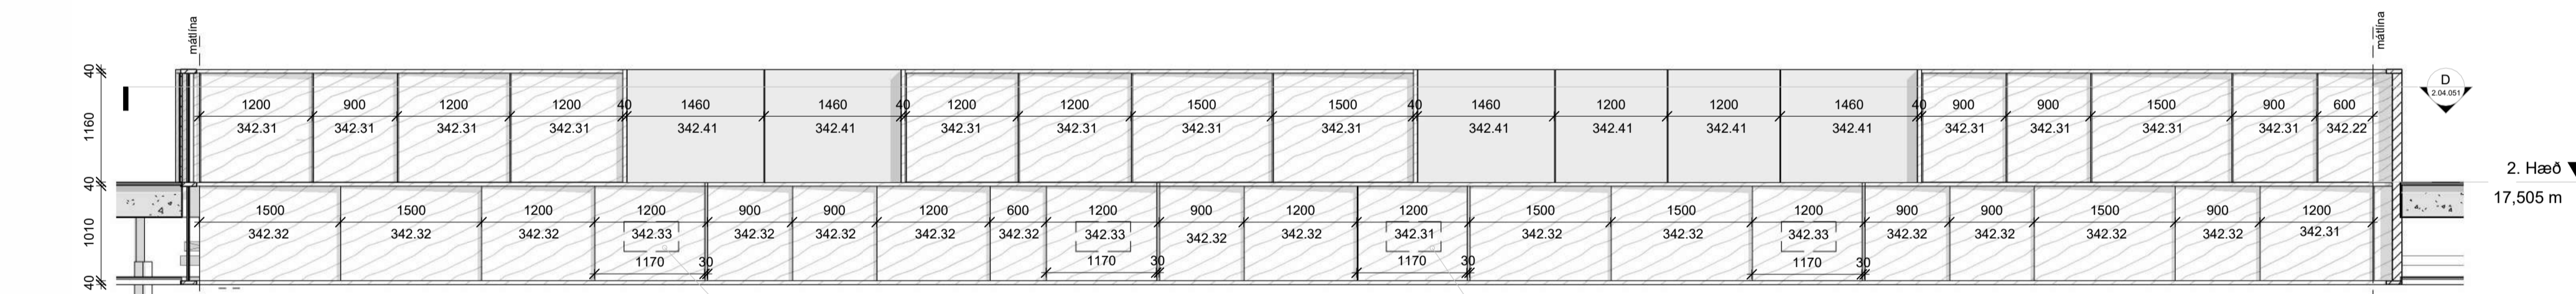 mátlína
mátlína
40
D
2.04.051
1200 900 1200 1200 40 1460 1460 40 1200 1200 1500 1500 40 1460 1200 1200 1460 40 900 900 1500 900 600
1160
342.31 342.31 342.31 342.31 342.41 342.41 342.31 342.31 342.31 342.31 342.41 342.41 342.41 342.41 342.31 342.31 342.31 342.31 342.22
2. Hæð
40
17,505 m
1500 1500 1200 1200 900 900 1200 600 1200 900 1200 1200 1500 1500 1200 900 900 1500 900 1200
1010
342.32 342.32 342.32 342.33 342.32 342.32 342.32 342.32 342.33 342.32 342.32 342.31 342.32 342.32 342.33 342.32 342.32 342.32 342.32 342.31
1170 30 1170 30 1170 30 1170 30
40